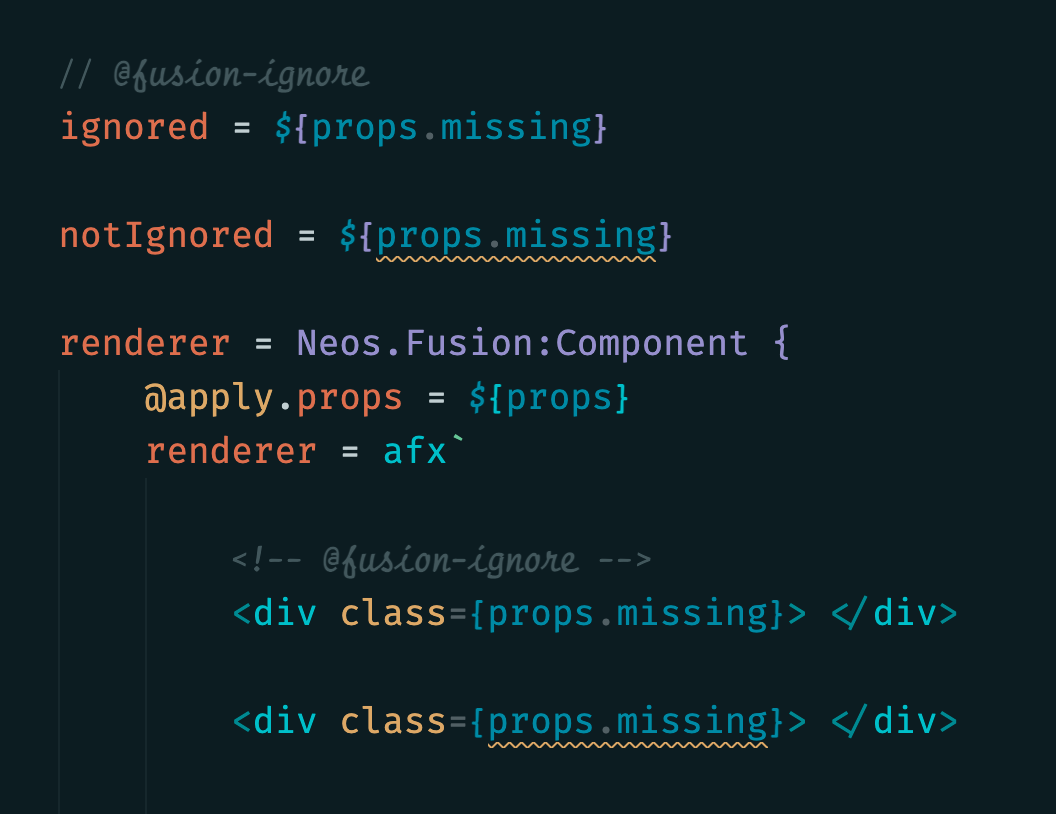 // @fusion-ignore
ignored = ${props.missing}
notIgnored = ${props.missing}
renderer = Neos.Fusion:Component {
@apply.props = ${props}
renderer = afx`
<!-- @fusion-ignore -->
<div class={props.missing}> </div>
<div class={props.missing}> </div>